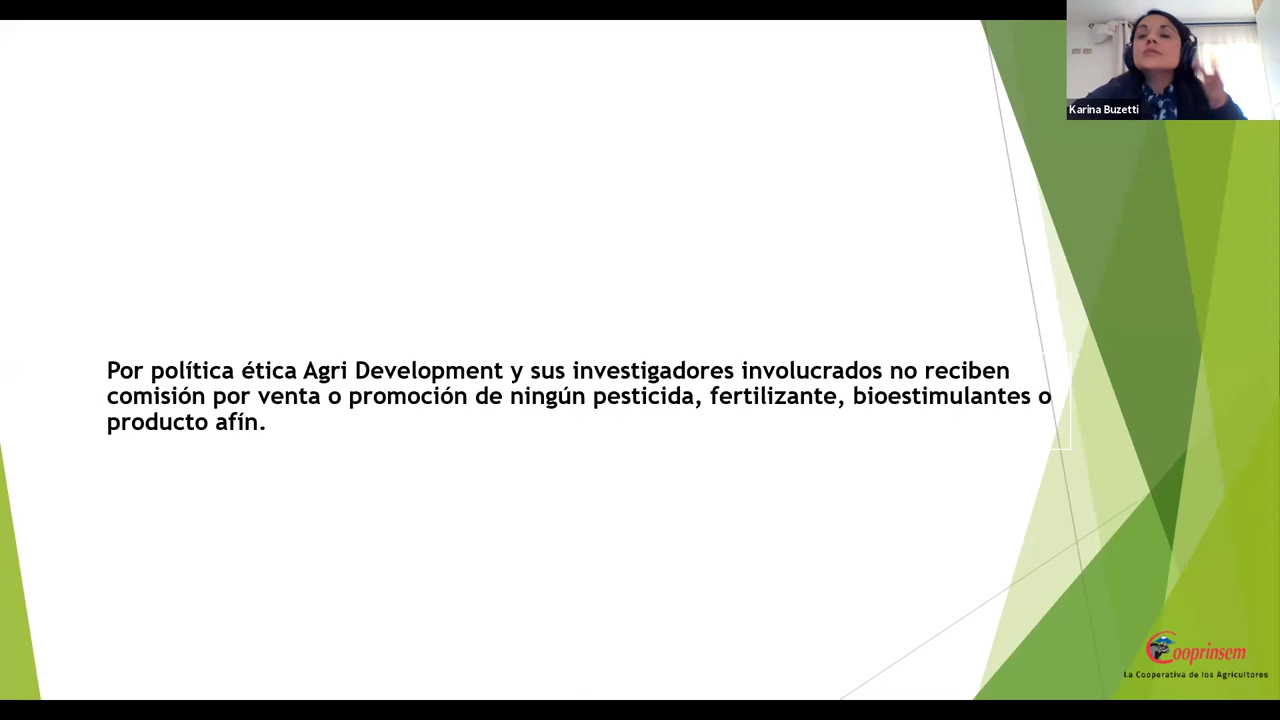 Karina Buzetti
Por política ética Agri Development y sus investigadores involucrados no reciben
comisión por venta o promoción de ningún pesticida, fertilizante, bioestimulantes o
producto afín.
Cooprinsem
La Cooperativa de los Agricultores